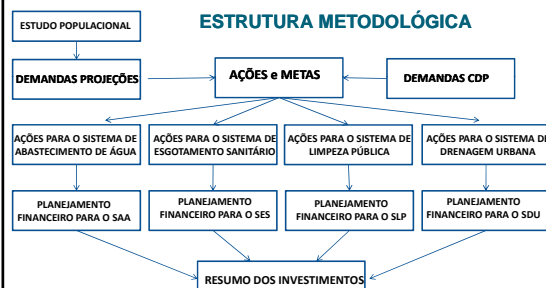 ESTUDO POPULACIONAL
ESTRUTURA METODOLÓGICA
DEMANDAS PROJEÇÕES
AÇÕES e METAS
DEMANDAS CDP
AÇÕES PARA O SISTEMA DE
ABASTECIMENTO DE ÁGUA
AÇÕES PARA O SISTEMA DE
ESGOTAMENTO SANITÁRIO
AÇÕES PARA O SISTEMA DE
LIMPEZA PÚBLICA
AÇÕES PARA O SISTEMA DE
DRENAGEM URBANA
PLANEJAMENTO
FINANCEIRO PARA O SAA
PLANEJAMENTO
FINANCEIRO PARA O SES
PLANEJAMENTO
FINANCEIRO PARA O SLP
PLANEJAMENTO
FINANCEIRO PARA O SDU
RESUMO DOS INVESTIMENTOS